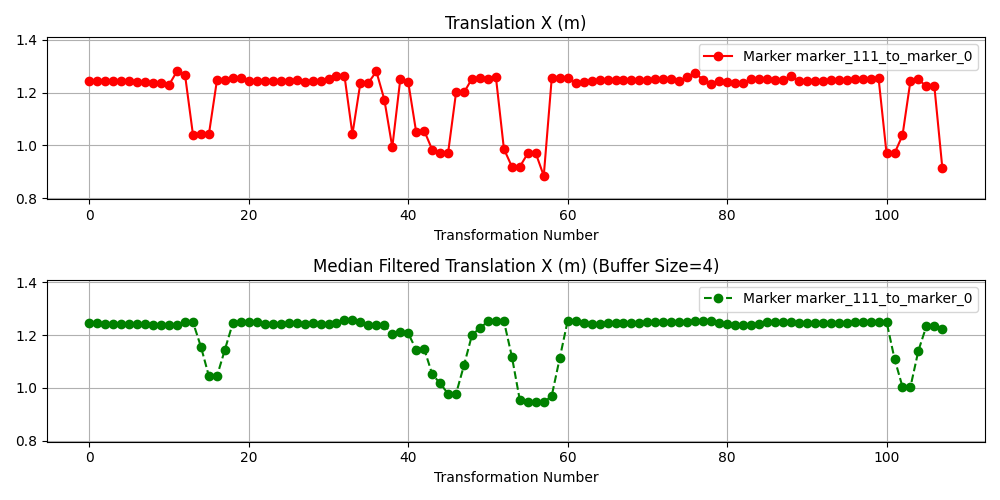 Translation X (m)
1.4
1.2
1.0
0.8
Marker marker_111_to_marker_0
0 20 40 60 80 100
Transformation Number
Median Filtered Translation X (m) (Buffer Size=4)
1.4
1.2
1.0
0.8
Marker marker_111_to_marker_0
0 20 40 60 80 100
Transformation Number